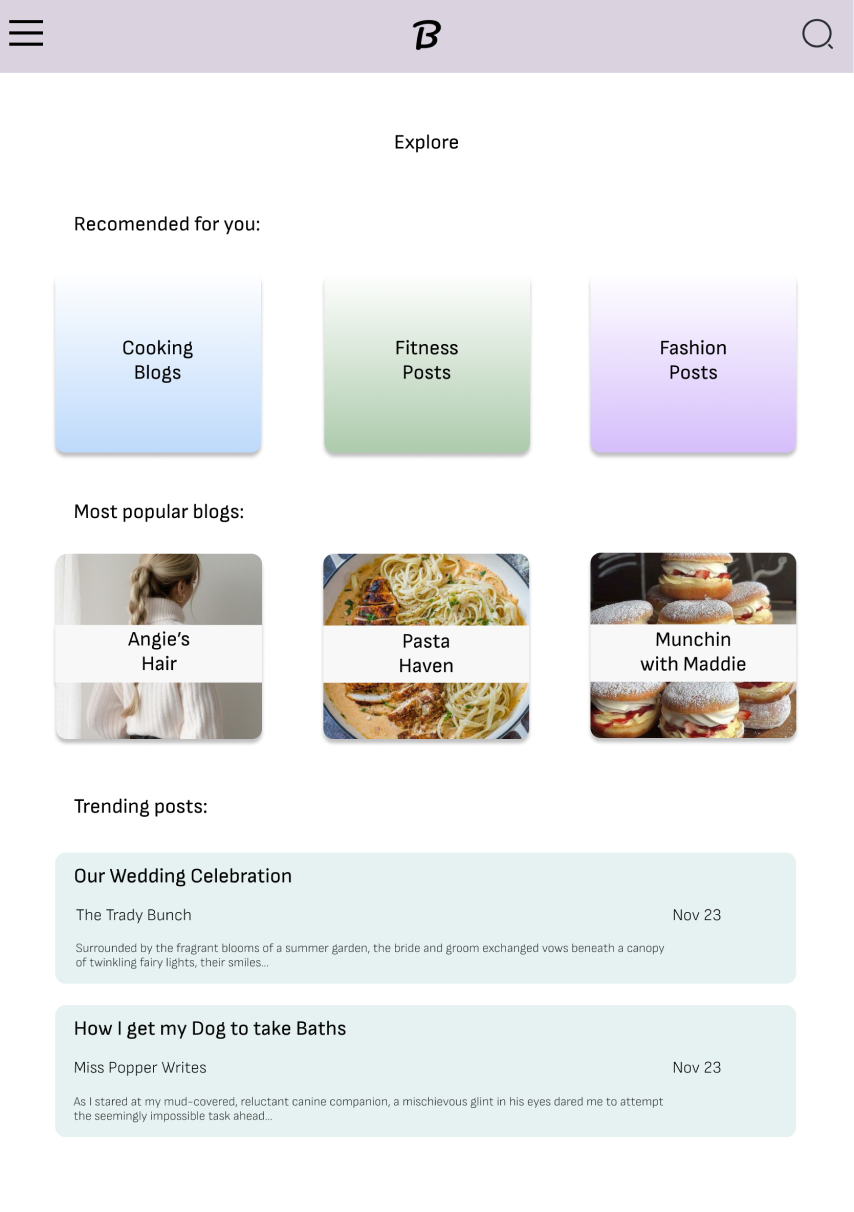 B
Explore
Recomended for you:
Cooking
Blogs
Fitness
Posts
Fashion
Posts
Most popular blogs:
Angie’s
Hair
Pasta
Haven
Munchin
with Maddie
Trending posts:
Our Wedding Celebration
The Trady Bunch
Nov 23
Surrounded by the fragrant blooms of a summer garden, the bride and groom exchanged vows beneath a canopy
of twinkling fairy lights, their smiles...
How I get my Dog to take Baths
Miss Popper Writes
Nov 23
As I stared at my mud-covered, reluctant canine companion, a mischievous glint in his eyes dared me to attempt
the seemingly impossible task ahead...